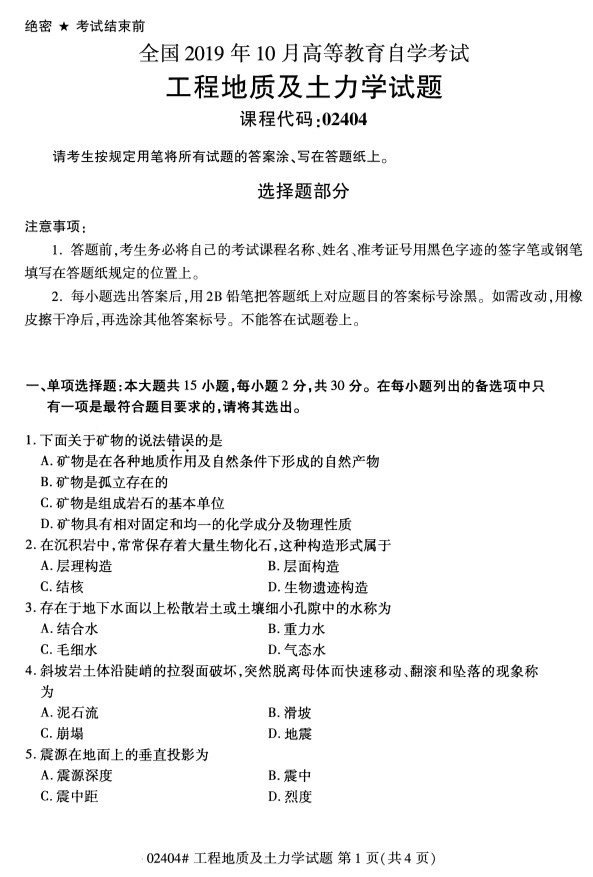 绝密 ★ 考试结束前
全国 2019 年 10 月高等教育自学考试
工程地质及土力学试题
课程代码:02404
请考生按规定用笔将所有试题的答案涂、写在答题纸上。
选择题部分
注意事项:
1. 答题前,考生务必将自己的考试课程名称、姓名、准考证号用黑色字迹的签字笔或钢笔
填写在答题纸规定的位置上。
2. 每小题选出答案后,用 2B 铅笔把答题纸上对应题目的答案标号涂黑。如需改动,用橡
皮擦干净后,再选涂其他答案标号。不能答在试题卷上。
一、单项选择题:本大题共 15 小题,每小题 2 分,共 30 分。在每小题列出的备选项中只
有一项是最符合题目要求的,请将其选出。
1. 下面关于矿物的说法错误的是
A. 矿物是在各种地质作用及自然条件下形成的自然产物
B. 矿物是孤立存在的
C. 矿物是组成岩石的基本单位
D. 矿物具有相对固定和均一的化学成分及物理性质
2. 在沉积岩中,常常保存着大量生物化石,这种构造形式属于
A. 层理构造 B. 层面构造
C. 结核 D. 生物遗迹构造
3. 存在于地下水面以上松散岩土或土壤细小孔隙中的水称为
A. 结合水 B. 重力水
C. 毛细水 D. 气态水
4. 斜坡岩土体沿陡峭的拉裂面破坏,突然脱离母体而快速移动、翻滚和坠落的现象称
为
A. 泥石流 B. 滑坡
C. 崩塌 D. 地震
5. 震源在地面上的垂直投影为
A. 震源深度 B. 震中
C. 震中距 D. 烈度
02404# 工程地质及土力学试题 第 1 页(共 4 页)